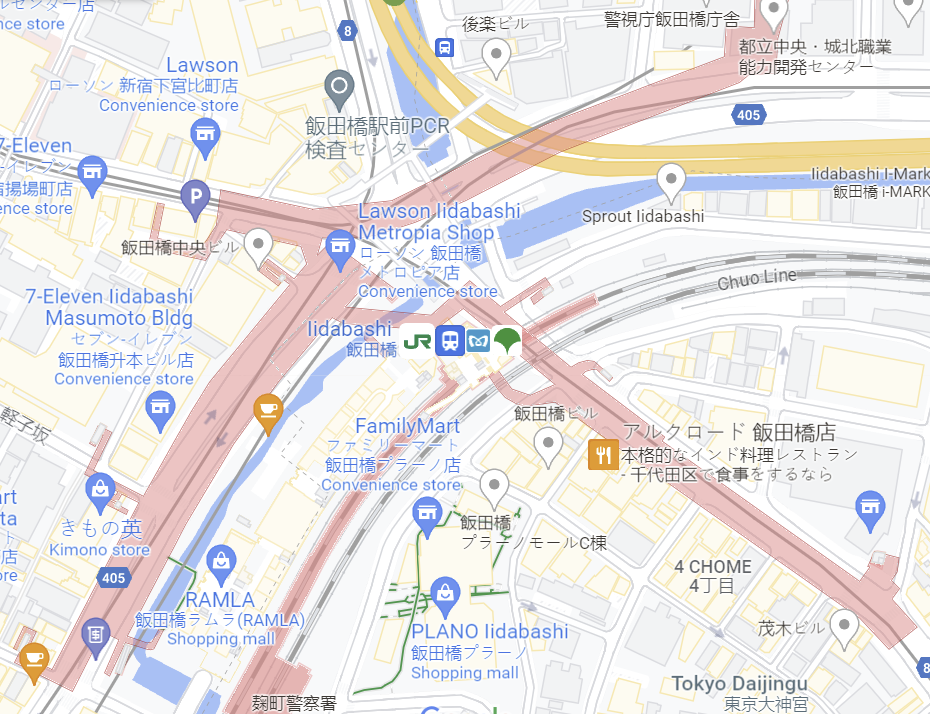 ルセンター店
ience store
8
後楽ビル
警視庁飯田橋庁舎
都立中央・城北職業
能力開発センター
Lawson
ローソン 新宿下宮比町店
Convenience store
405
飯田橋駅前PCR
検査センター
7-Eleven
-イレブン
宿揚場町店
ience store
P
Iidabashi I-Mark
飯田橋 i-MARK
Sprout Iidabashi
Lawson Iidabashi
Metropia Shop
ローソン 飯田橋
メトロピア店
Convenience store
飯田橋中央ビル
Chuo Line
7-Eleven Iidabashi
Masumoto Bldg
セブン-イレブン
飯田橋升本ビル店
Convenience store
Iidabashi
飯田橋
JR
軽子坂
FamilyMart
ファミリーマート
飯田橋プラーノ店
Convenience store
飯田橋ビル
アルクロード 飯田橋店
本格的なインド料理レストラン
- 千代田区で食事をするなら
きもの英
Kimono store
飯田橋
プラーノモールC棟
405
4 CHOME
4丁目
RAMLA
飯田橋ラムラ(RAMLA)
Shopping mall
PLANO Iidabashi
飯田橋プラーノ
Shopping mall
茂木ビル
8
Tokyo Daijingu
東京大神宮
麹町警察署